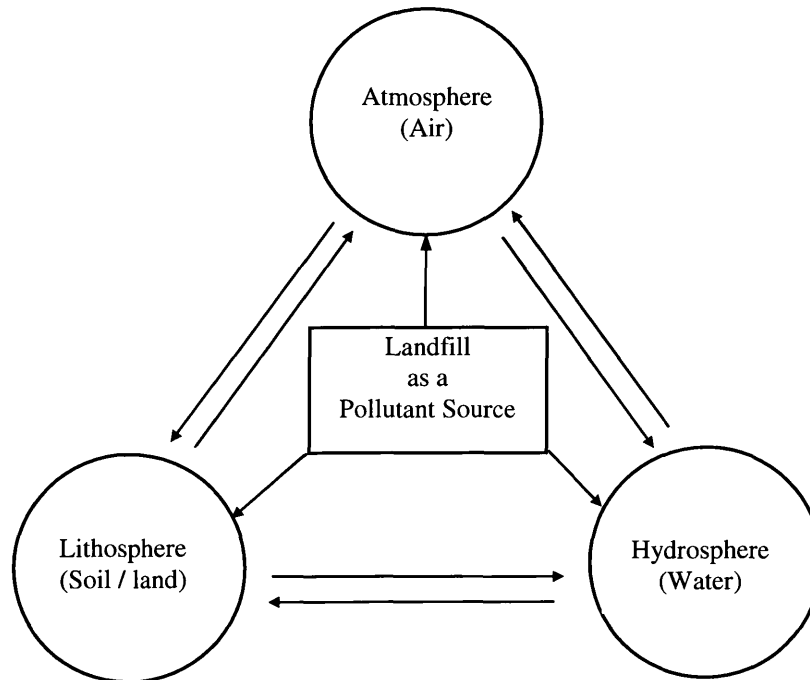 Atmosphere
(Air)
Landfill
as a
Pollutant Source
Lithosphere
(Soil / land)
Hydrosphere
(Water)